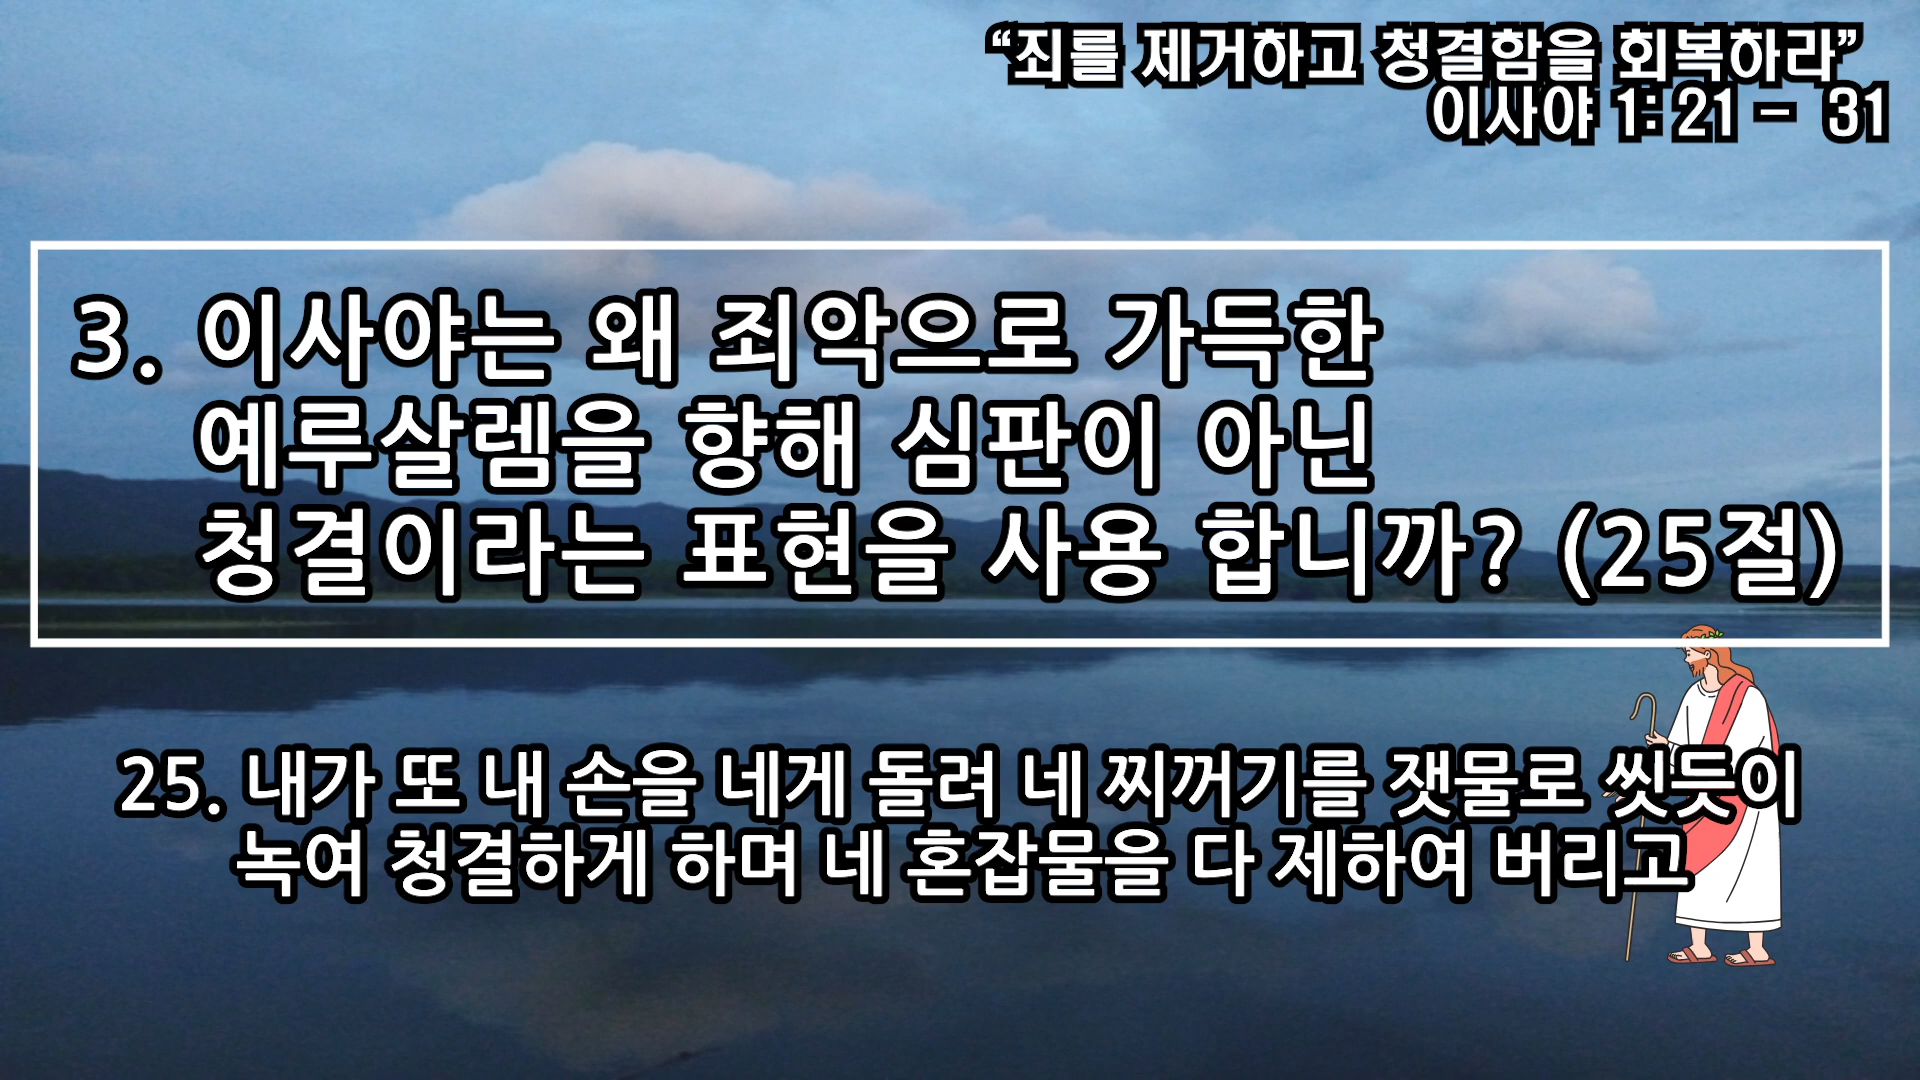 “죄를 제거하고 청결함을 회복하라”
이사야 1: 21 - 31
3. 이사야는 왜 죄악으로 가득한
예루살렘을 향해 심판이 아닌
청결이라는 표현을 사용 합니까? (25절)
25. 내가 또 내 손을 네게 돌려 네 찌꺼기를 잿물로 씻듯이
녹여 청결하게 하며 네 혼잡물을 다 제하여 버리고